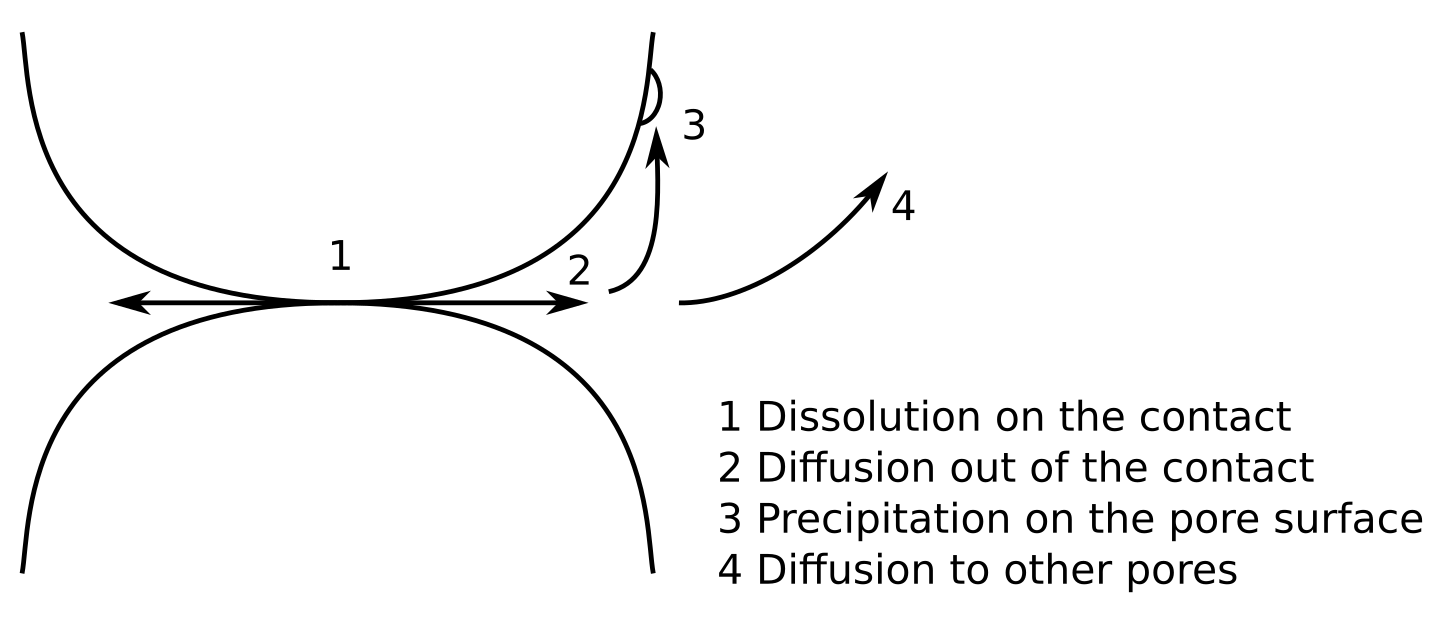 3
4
1
2
1 Dissolution on the contact
2 Diffusion out of the contact
3 Precipitation on the pore surface
4 Diffusion to other pores